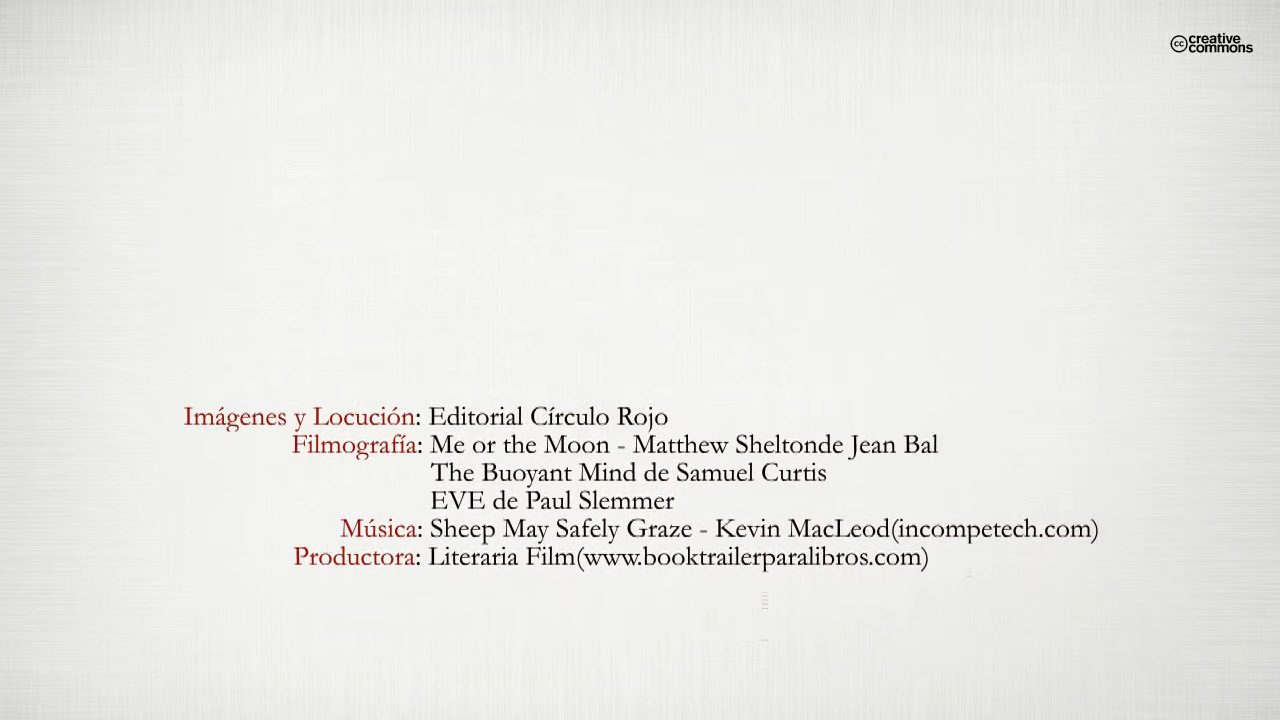 creative
commons
Imágenes y Locución: Editorial Círculo Rojo
Filmografía: Me or the Moon - Matthew Sheltonde Jean Bal
The Buoyant Mind de Samuel Curtis
EVE de Paul Slemmer
Música: Sheep May Safely Graze - Kevin MacLeod(incompetech.com)
Productora: Literaria Film(www.booktrailerparalibros.com)